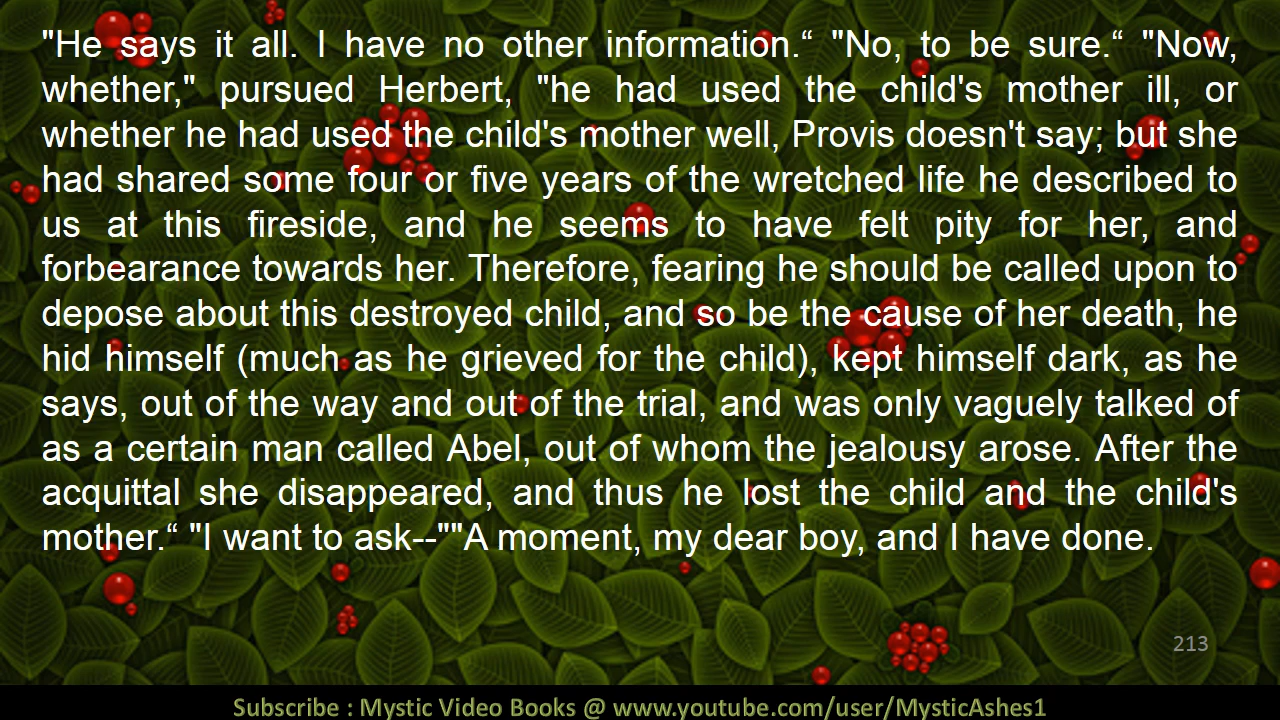 "He says it all. I have no other information.“ "No, to be sure.“ "Now,
whether," pursued Herbert, "he had used the child's mother ill, or
whether he had used the child's mother well, Provis doesn't say; but she
had shared some four or five years of the wretched life he described to
us at this fireside, and he seems to have felt pity for her, and
forbearance towards her. Therefore, fearing he should be called upon to
depose about this destroyed child, and so be the cause of her death, he
hid himself (much as he grieved for the child), kept himself dark, as he
says, out of the way and out of the trial, and was only vaguely talked of
as a certain man called Abel, out of whom the jealousy arose. After the
acquittal she disappeared, and thus he lost the child and the child's
mother.“ "I want to ask--""A moment, my dear boy, and I have done.
213
Subscribe : Mystic Video Books @ www.youtube.com/user/MysticAshes1